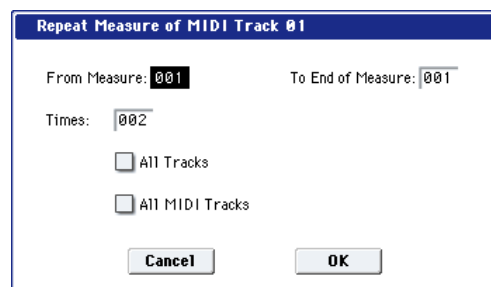 Repeat Measure of MIDI Track 01
From Measure: 001 To End of Measure: 001
Times: 002
All Tracks
All MIDI Tracks
Cancel OK